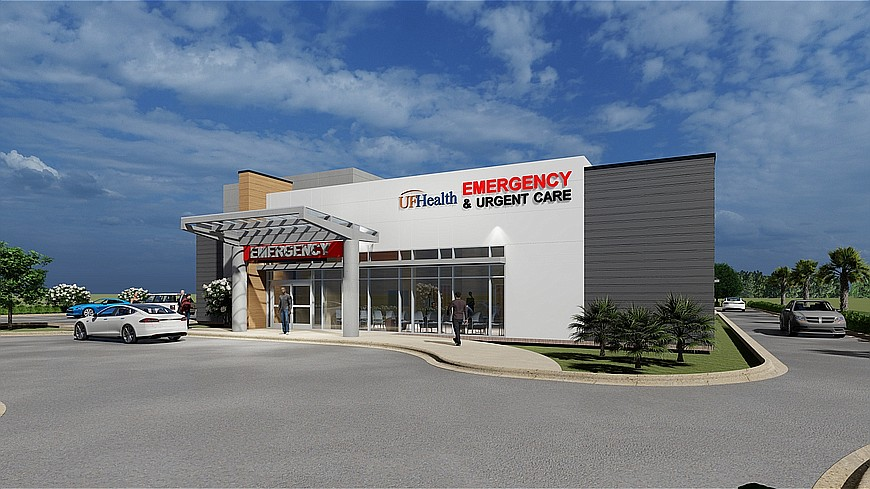 UFHealth
EMERGENCY
& URGENT CARE
EMERGENCY